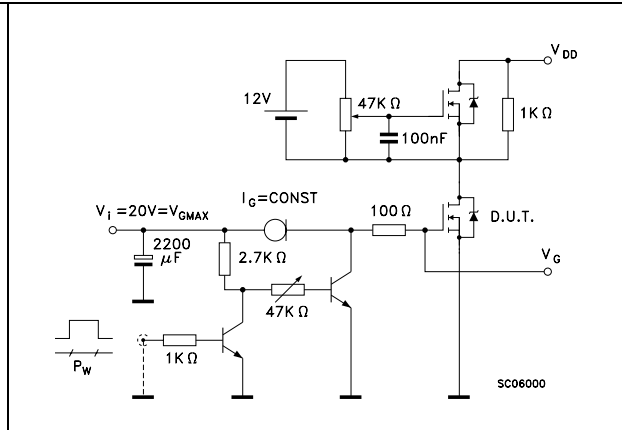 V_DD
12V
47K Ω
1K Ω
100nF
I_G=CONST
V_i =20V=V_GMAX
100 Ω
D.U.T.
2200
μF
2.7K Ω
V_G
47K Ω
1K Ω
P_W
SC06000